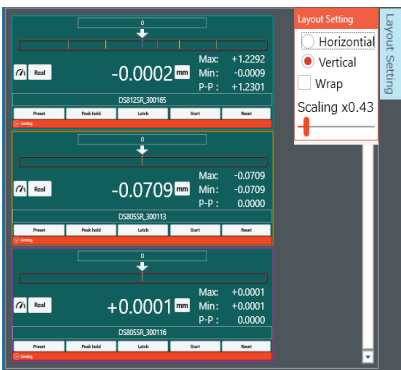 0
Real
-0.0002 mm
Max: +1.2292
Min: -0.0009
P-P : +1.2301
DS812SR_300165
Preset Peak hold Latch Start Reset
Setting
0
Real
-0.0709 mm
Max: -0.0709
Min: -0.0709
P-P : 0.0000
DS805SR_300113
Preset Peak hold Latch Start Reset
Setting
0
Real
+0.0001 mm
Max: +0.0001
Min: +0.0001
P-P : 0.0000
DS805SR_300116
Preset Peak hold Latch Start Reset
Setting
Layout Setting
Horizontal
Vertical
Wrap
Scaling x0.43
Layout Setting